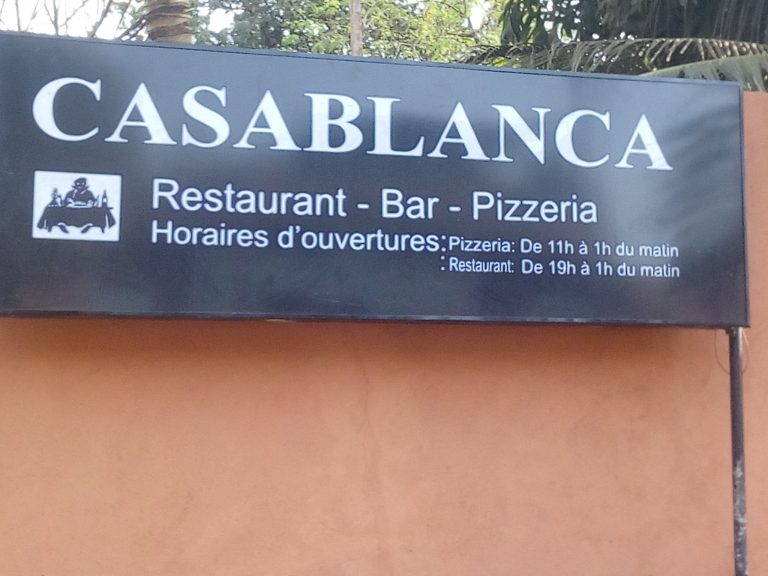 CASABLANCA
Restaurant - Bar - Pizzeria
Horaires d'ouvertures: Pizzeria: De 11h à 1h du matin
: Restaurant: De 19h à 1h du matin